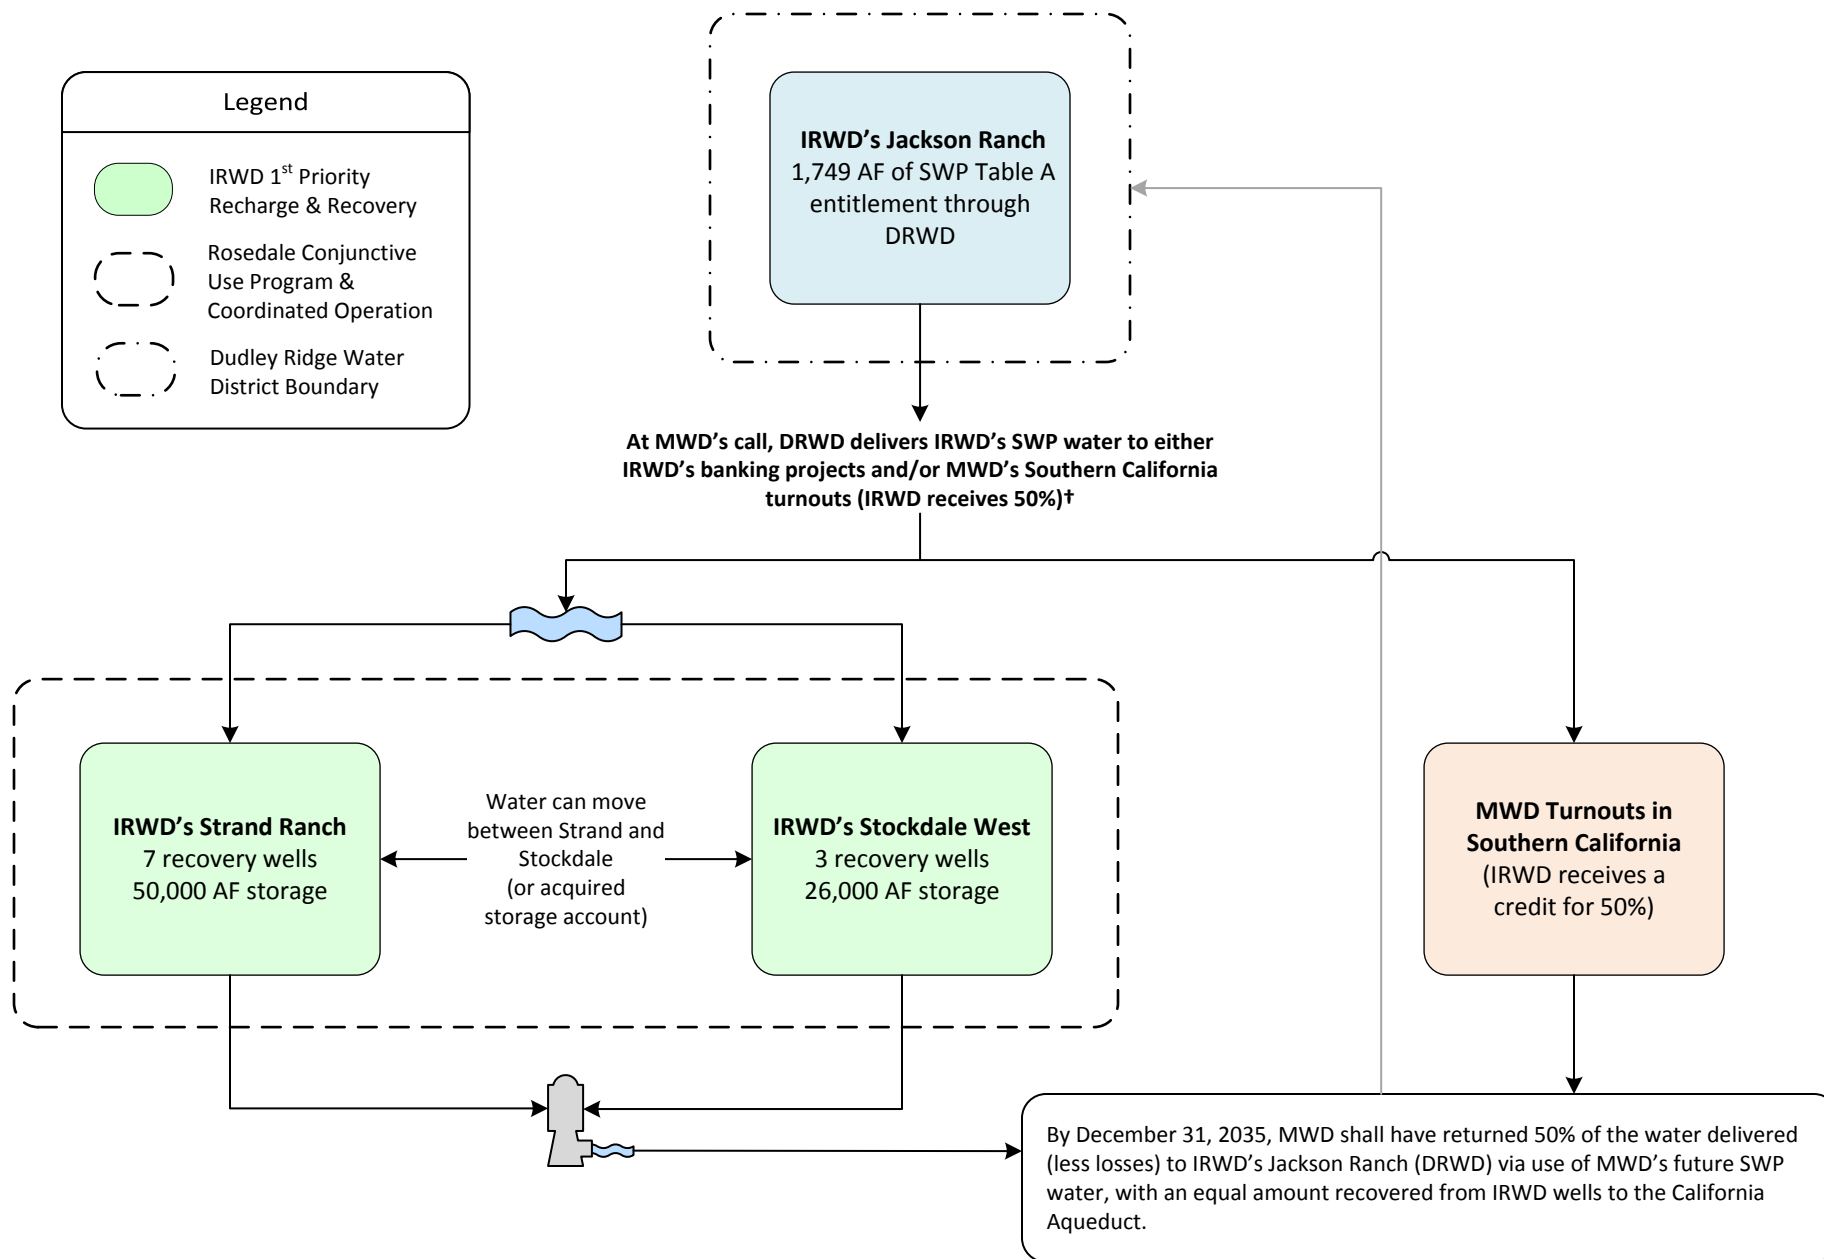 Legend
IRWD 1st Priority
Recharge & Recovery
Rosedale Conjunctive
Use Program &
Coordinated Operation
Dudley Ridge Water
District Boundary
IRWD’s Jackson Ranch
1,749 AF of SWP Table A
entitlement through
DRWD
At MWD’s call, DRWD delivers IRWD’s SWP water to either
IRWD’s banking projects and/or MWD’s Southern California
turnouts (IRWD receives 50%)†
IRWD’s Strand Ranch
7 recovery wells
50,000 AF storage
Water can move
between Strand and
Stockdale
(or acquired
storage account)
IRWD’s Stockdale West
3 recovery wells
26,000 AF storage
MWD Turnouts in
Southern California
(IRWD receives a
credit for 50%)
By December 31, 2035, MWD shall have returned 50% of the water delivered
(less losses) to IRWD’s Jackson Ranch (DRWD) via use of MWD’s future SWP
water, with an equal amount recovered from IRWD wells to the California
Aqueduct.